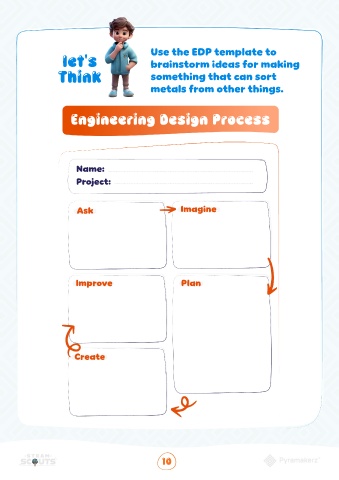 let's
Think
Use the EDP template to
brainstorm ideas for making
something that can sort
metals from other things.
Engineering Design Process
Name:
Project:
Ask
Imagine
Improve
Plan
Create
SCOUTS
10